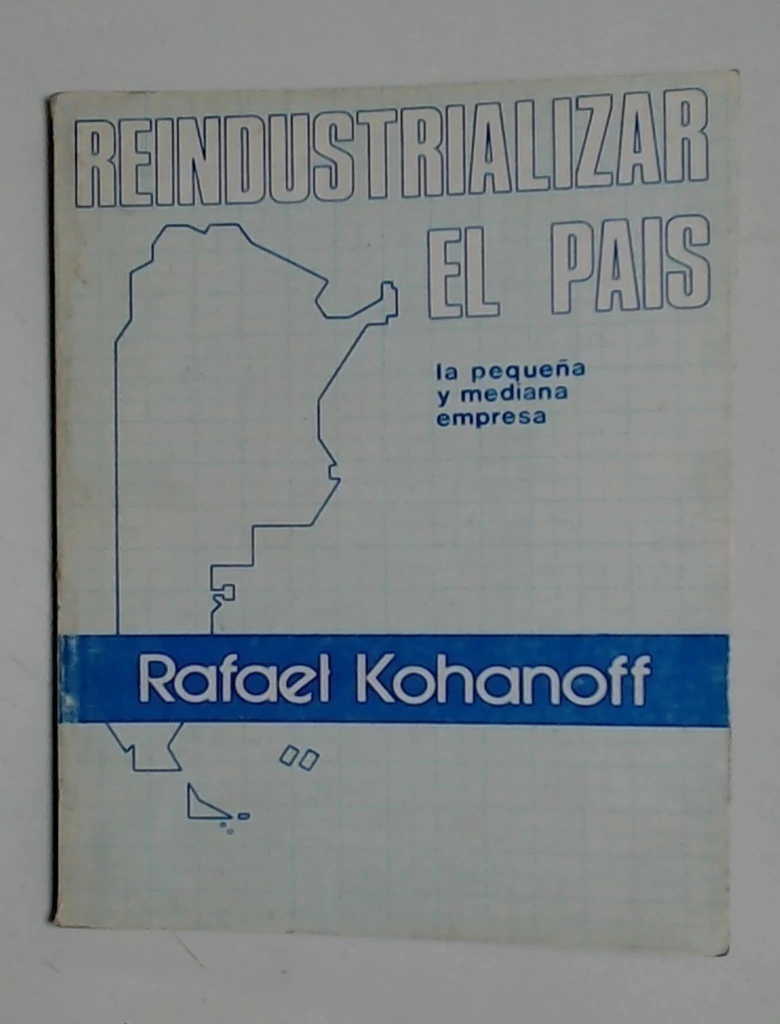 REINDUSTRIALIZAR
EL PAIS
la pequeña
y mediana
empresa
Rafael Kohanoff